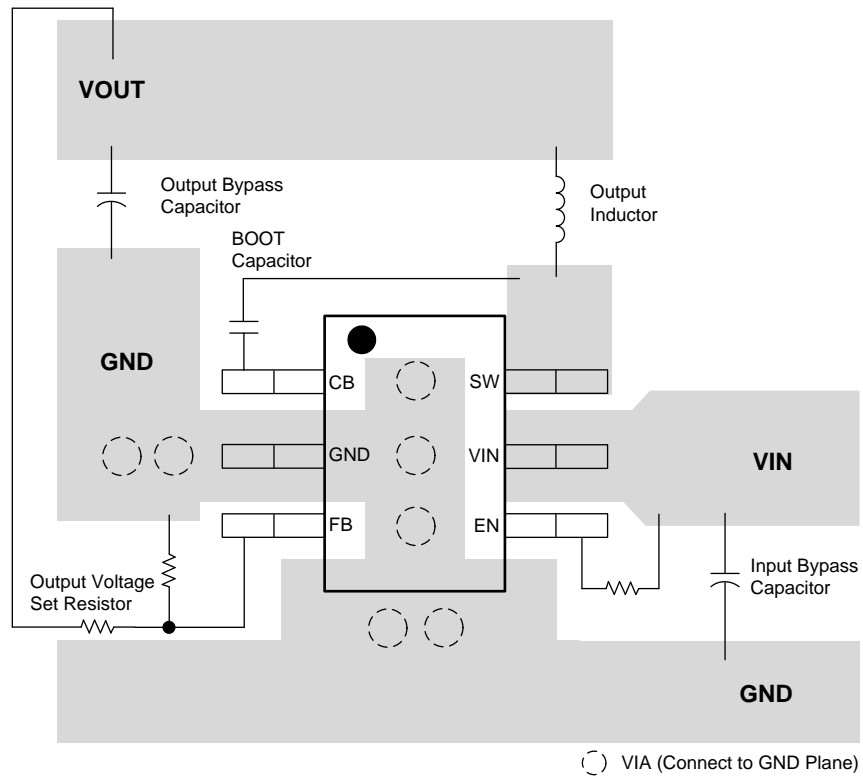 VOUT
Output Bypass
Capacitor
Output
Inductor
BOOT
Capacitor
GND
CB
SW
GND
VIN
VIN
FB
EN
Output Voltage
Set Resistor
Input Bypass
Capacitor
GND
VIA (Connect to GND Plane)